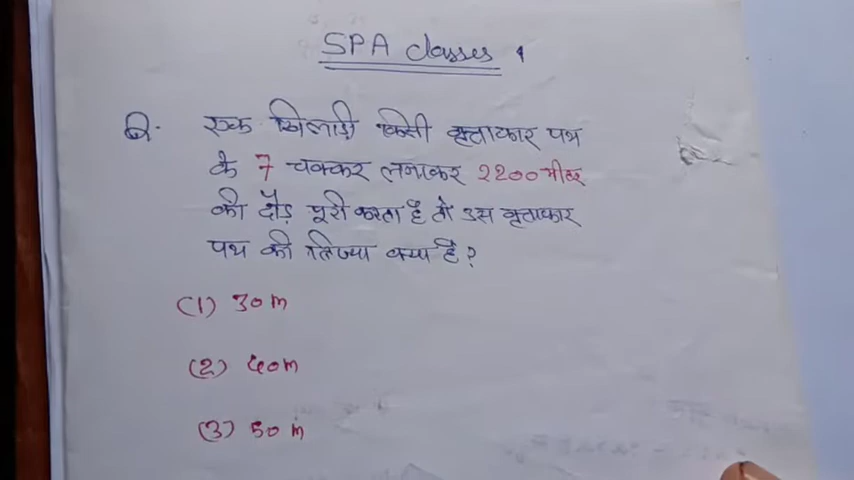 SPA classes
Q. एक खिलाड़ी किसी वृत्ताकार पथ
के 7 चक्कर लगाकर 2200 मीटर
की दौड़ पूरी करता है तो उस वृत्ताकार
पथ की त्रिज्या क्या है?
(1) 30 m
(2) 40m
(3) 50 m